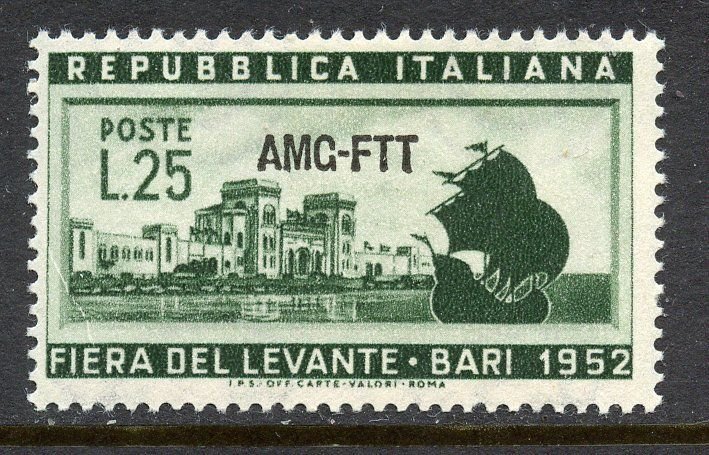 REPUBBLICA ITALIANA
POSTE
L.25
AMG-FTT
FIERA DEL LEVANTE · BARI 1952
I.P.S.·OFF. CARTE-VALORI·ROMA